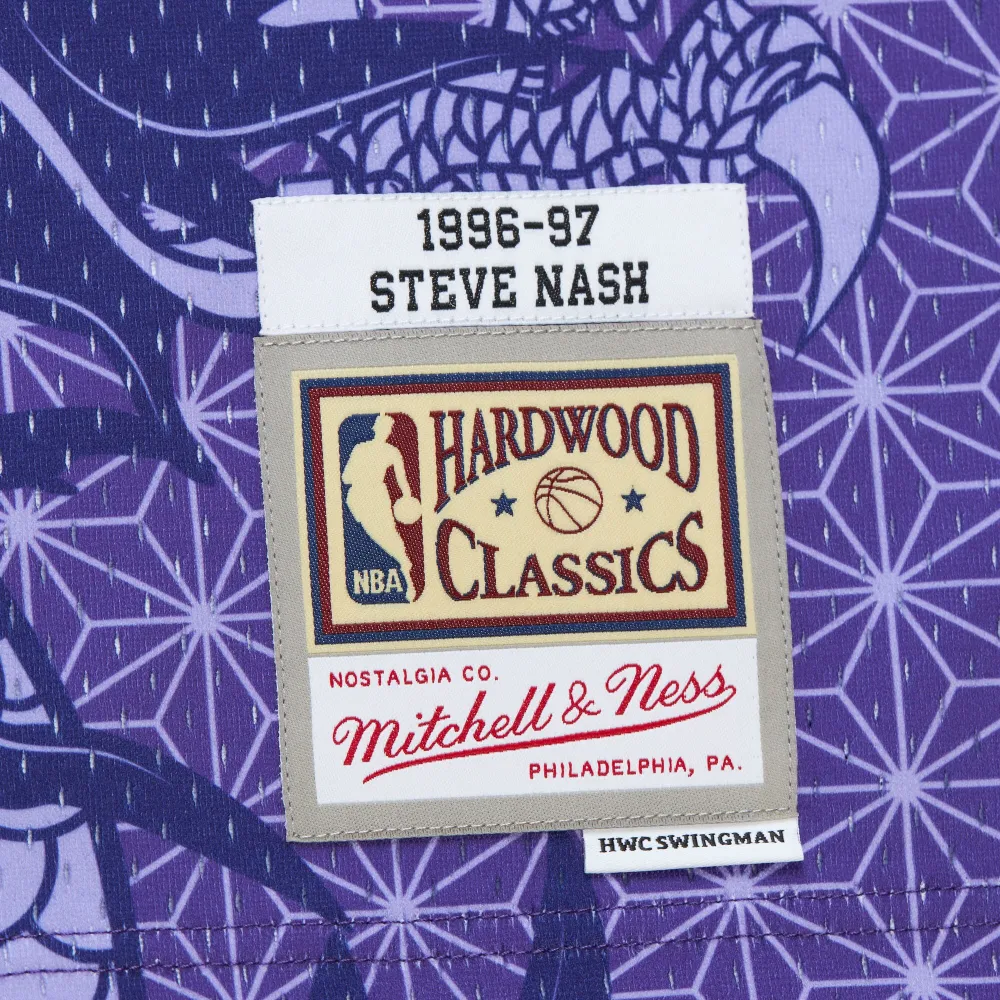 1996-97
STEVE NASH
HARDWOOD
CLASSICS
NBA
NOSTALGIA CO.
Mitchell & Ness
PHILADELPHIA, PA.
HWC SWINGMAN